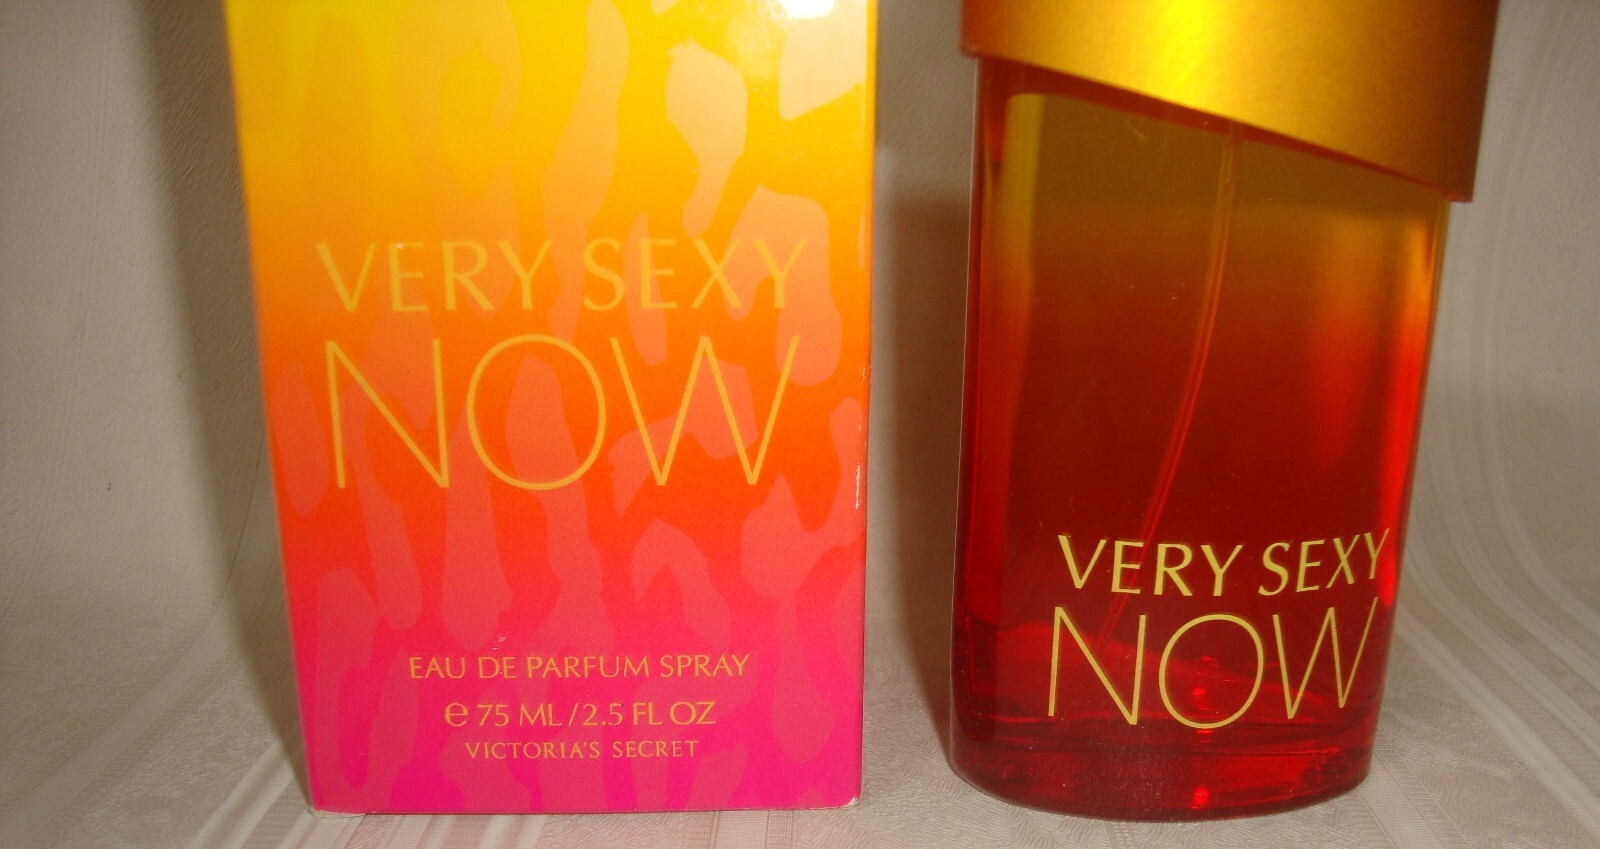 VERY SEXY
NOW
EAU DE PARFUM SPRAY
℮ 75 ML / 2.5 FL OZ
VICTORIA'S SECRET
VERY SEXY
NOW